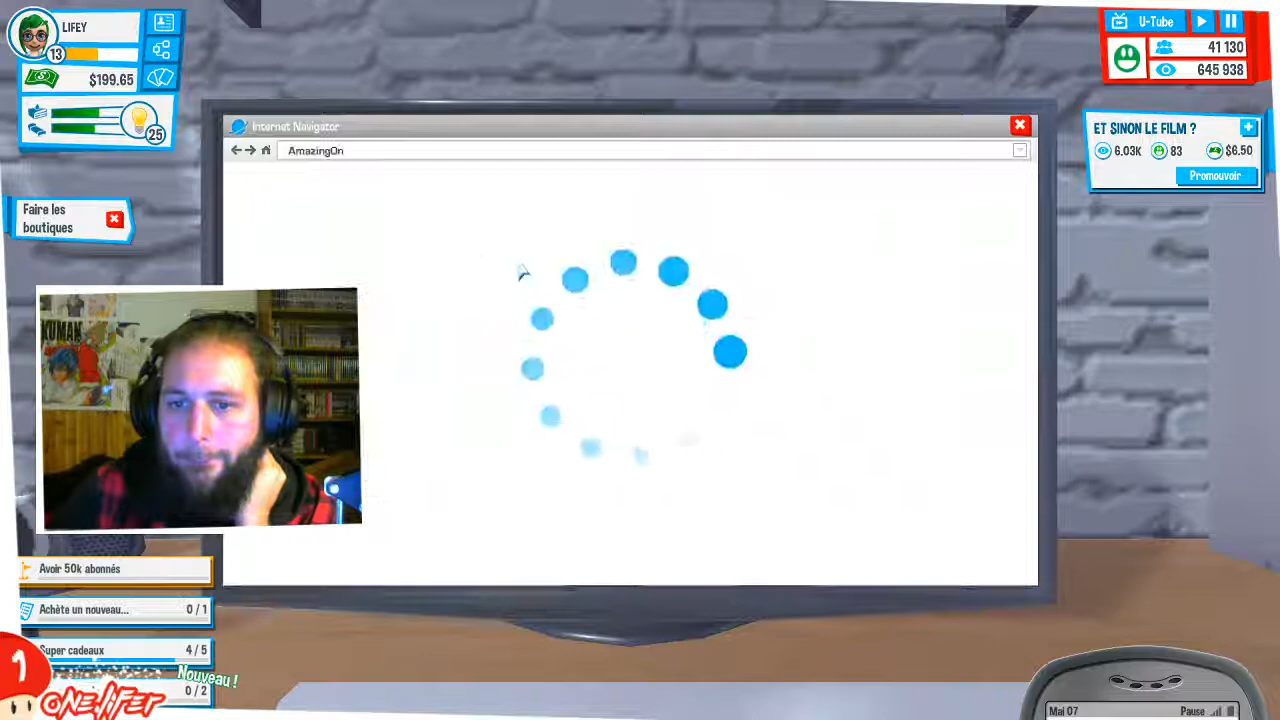 LIFEY
13
$199.65
25
U-Tube
41 130
645 938
Internet Navigator
AmazingOn
ET SINON LE FILM ?
6.03K 83 $6.50
Promouvoir
Faire les
boutiques
KUMAN
Avoir 50k abonnés
Achète un nouveau... 0 / 1
Super cadeaux 4 / 5
Nouveau !
0 / 2
1
ONELIFER
Mai 07 Pause